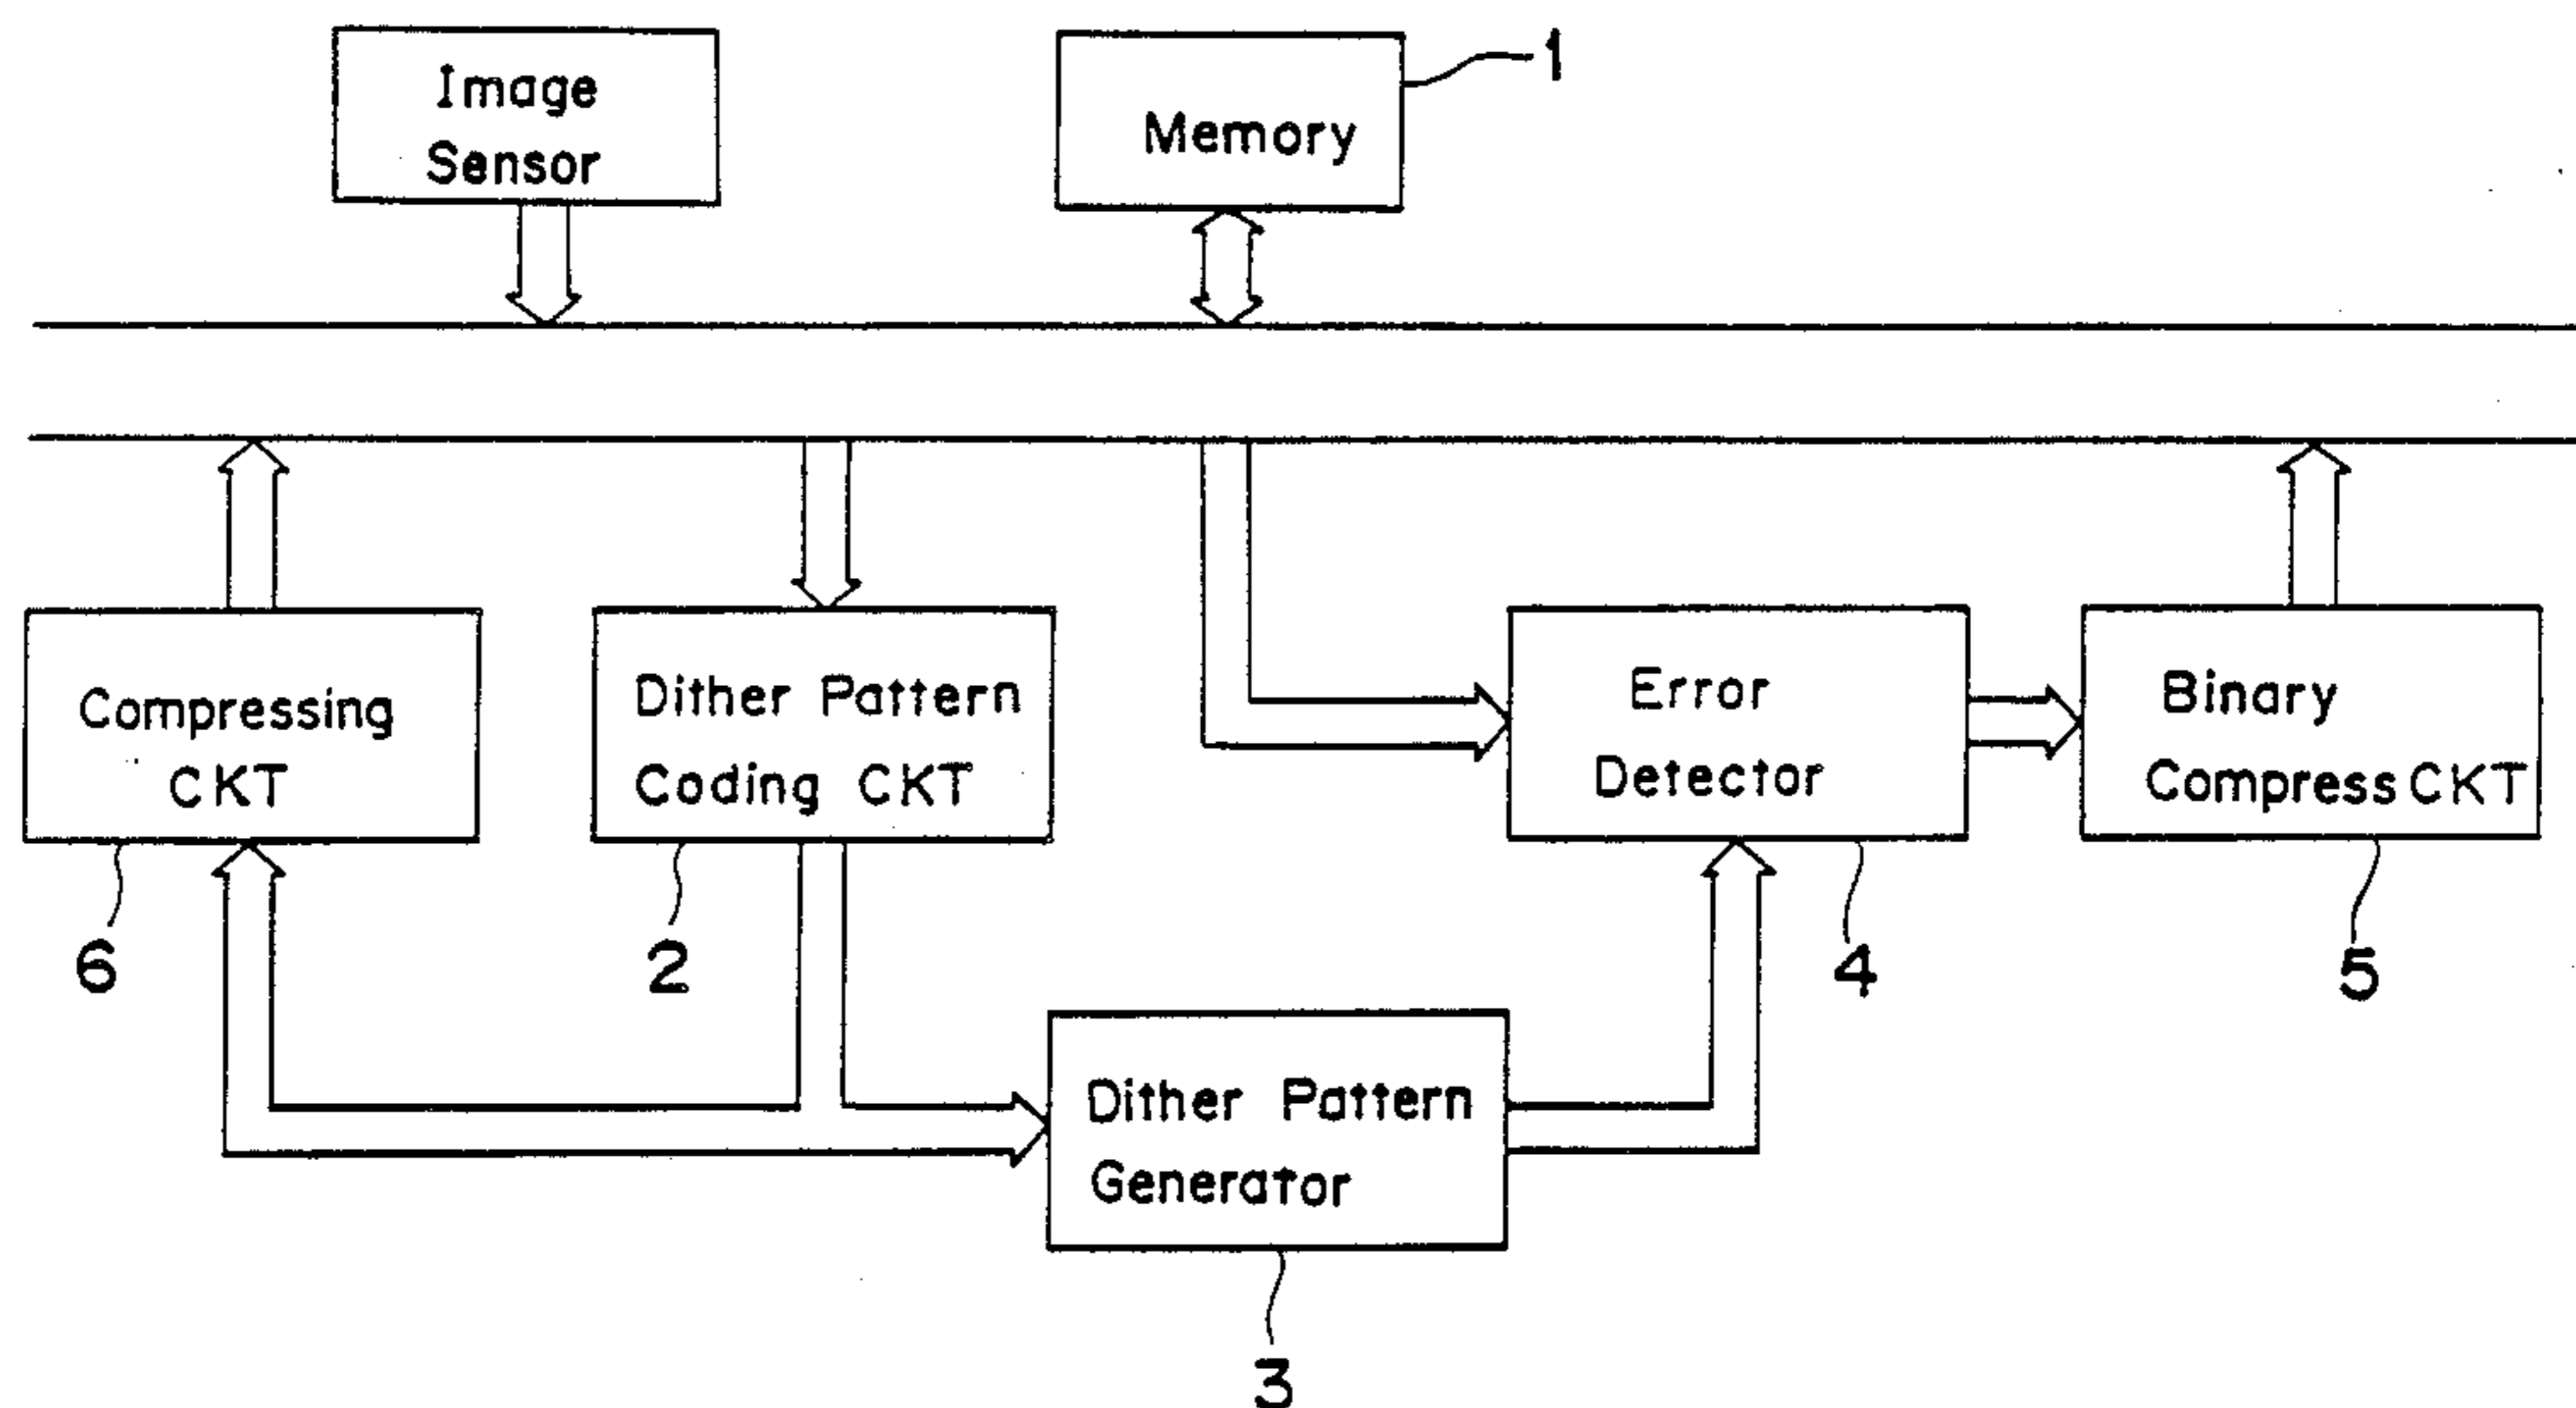 Image
Sensor
Memory
1
Compressing
CKT
6
Dither Pattern
Coding CKT
2
Error
Detector
4
Binary
Compress CKT
5
Dither Pattern
Generator
3